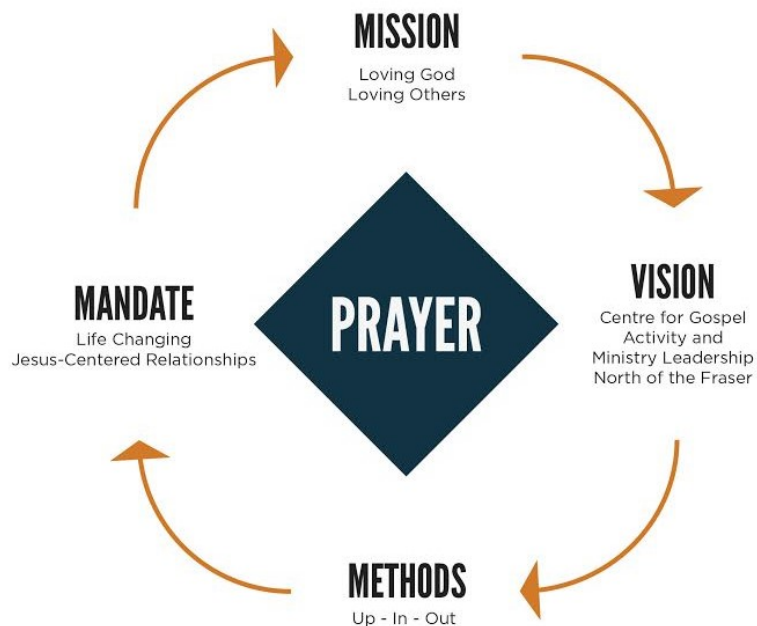 MISSION
Loving God
Loving Others
MANDATE
Life Changing
Jesus-Centered Relationships
PRAYER
VISION
Centre for Gospel
Activity and
Ministry Leadership
North of the Fraser
METHODS
Up - In - Out